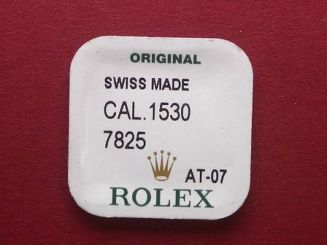 ORIGINAL
SWISS MADE
CAL.1530
7825
AT-07
ROLEX